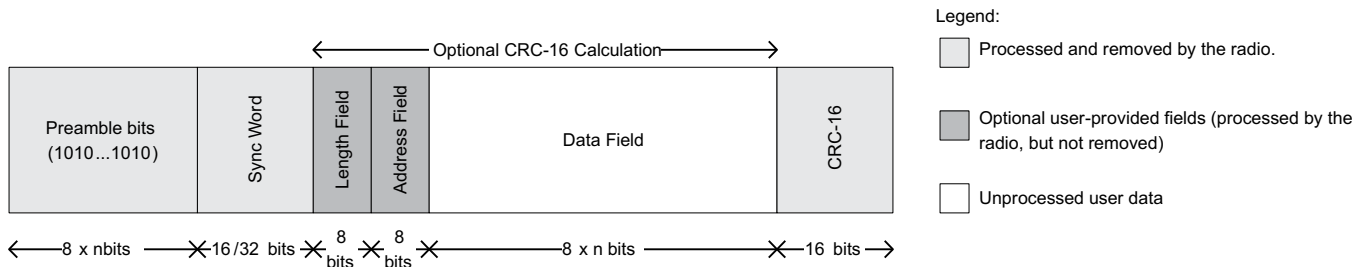 Legend:
Optional CRC-16 Calculation
Processed and removed by the radio.
Preamble bits
(1010...1010)
Sync Word
Length Field
Address Field
Data Field
CRC-16
Optional user-provided fields (processed by the
radio, but not removed)
Unprocessed user data
8 x nbits
16/32 bits
8
bits
8
bits
8 x n bits
16 bits